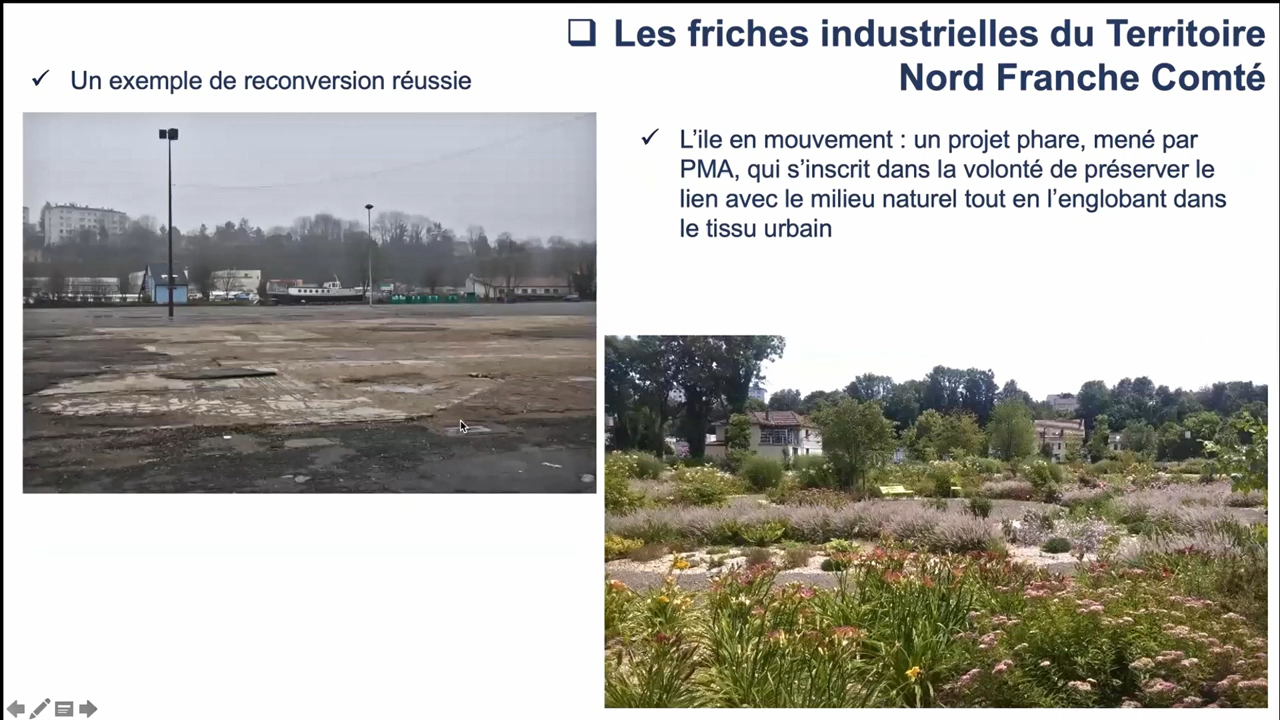 ❑ Les friches industrielles du Territoire
Nord Franche Comté
✓ Un exemple de reconversion réussie
✓ L’ile en mouvement : un projet phare, mené par
PMA, qui s’inscrit dans la volonté de préserver le
lien avec le milieu naturel tout en l’englobant dans
le tissu urbain